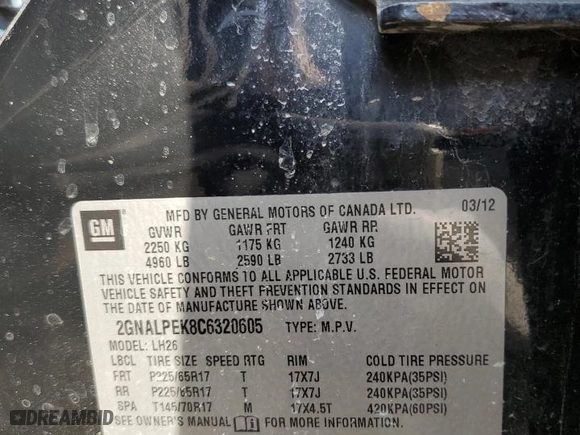 MFD BY GENERAL MOTORS OF CANADA LTD. 03/12
GM
GVWR GAWR FRT GAWR RR
2250 KG 1175 KG 1240 KG
4960 LB 2590 LB 2733 LB
THIS VEHICLE CONFORMS TO ALL APPLICABLE U.S. FEDERAL MOTOR
VEHICLE SAFETY AND THEFT PREVENTION STANDARDS IN EFFECT ON
THE DATE OF MANUFACTURE SHOWN ABOVE.
2GNALPEK8C6320605 TYPE: M.P.V.
MODEL: LH26
LBCL TIRE SIZE SPEED RTG RIM COLD TIRE PRESSURE
FRT P225/65R17 T 17X7J 240KPA(35PSI)
RR P225/65R17 T 17X7J 240KPA(35PSI)
SPA T145/70R17 M 17X4.5T 420KPA(60PSI)
SEE OWNER'S MANUAL FOR MORE INFORMATION.
DREAMBID